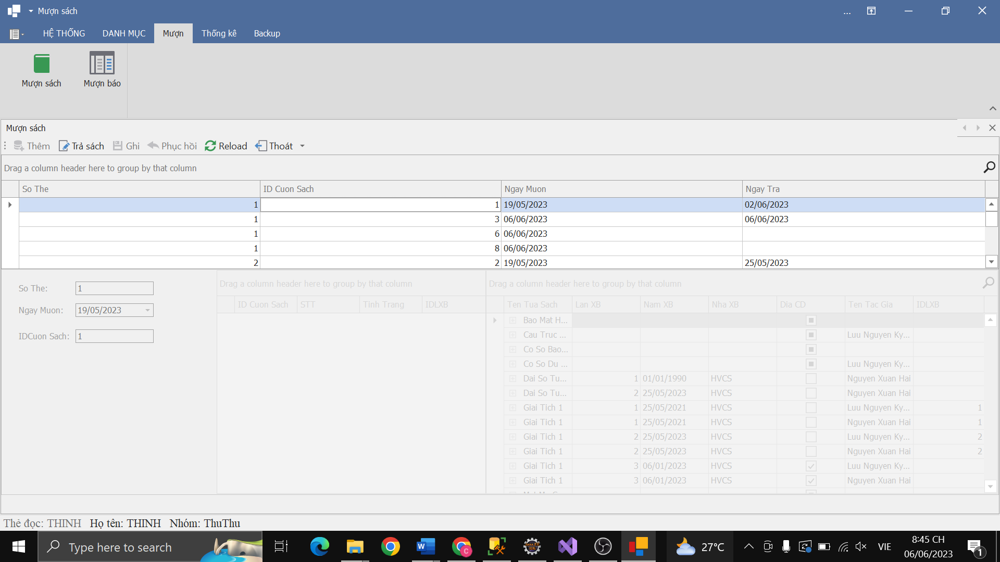 Mượn sách
...
HỆ THỐNG DANH MỤC Mượn Thống kê Backup
Mượn sách Mượn báo
Mượn sách
Thêm Trả sách Ghi Phục hồi Reload Thoát
Drag a column header here to group by that column
So The ID Cuon Sach Ngay Muon Ngay Tra
1 1 19/05/2023 02/06/2023
1 3 06/06/2023 06/06/2023
1 6 06/06/2023
1 8 06/06/2023
2 2 19/05/2023 25/05/2023
So The: 1
Ngay Muon: 19/05/2023
IDCuon Sach: 1
Drag a column header here to group by that column
ID Cuon Sach STT Tinh Trang IDLXB
Drag a column header here to group by that column
Ten Tua Sach Lan XB Nam XB Nha XB Dia CD Ten Tac Gia IDLXB
Bao Mat H...
Cau Truc ... Luu Nguyen Ky...
Co So Bao...
Co So Du ... Luu Nguyen Ky...
Dai So Tu... 1 01/01/1990 HVCS Nguyen Xuan Hai
Dai So Tu... 2 25/05/2023 HVCS Nguyen Xuan Hai
Giai Tich 1 1 25/05/2021 HVCS Luu Nguyen Ky... 1
Giai Tich 1 1 25/05/2021 HVCS Nguyen Xuan Hai 1
Giai Tich 1 2 25/05/2023 HVCS Luu Nguyen Ky... 2
Giai Tich 1 2 25/05/2023 HVCS Nguyen Xuan Hai 2
Giai Tich 1 3 06/01/2023 HVCS Luu Nguyen Ky...
Giai Tich 1 3 06/01/2023 HVCS Nguyen Xuan Hai
Thẻ đọc: THINH Họ tên: THINH Nhóm: ThuThu
Type here to search
27°C
VIE
8:45 CH
06/06/2023
1